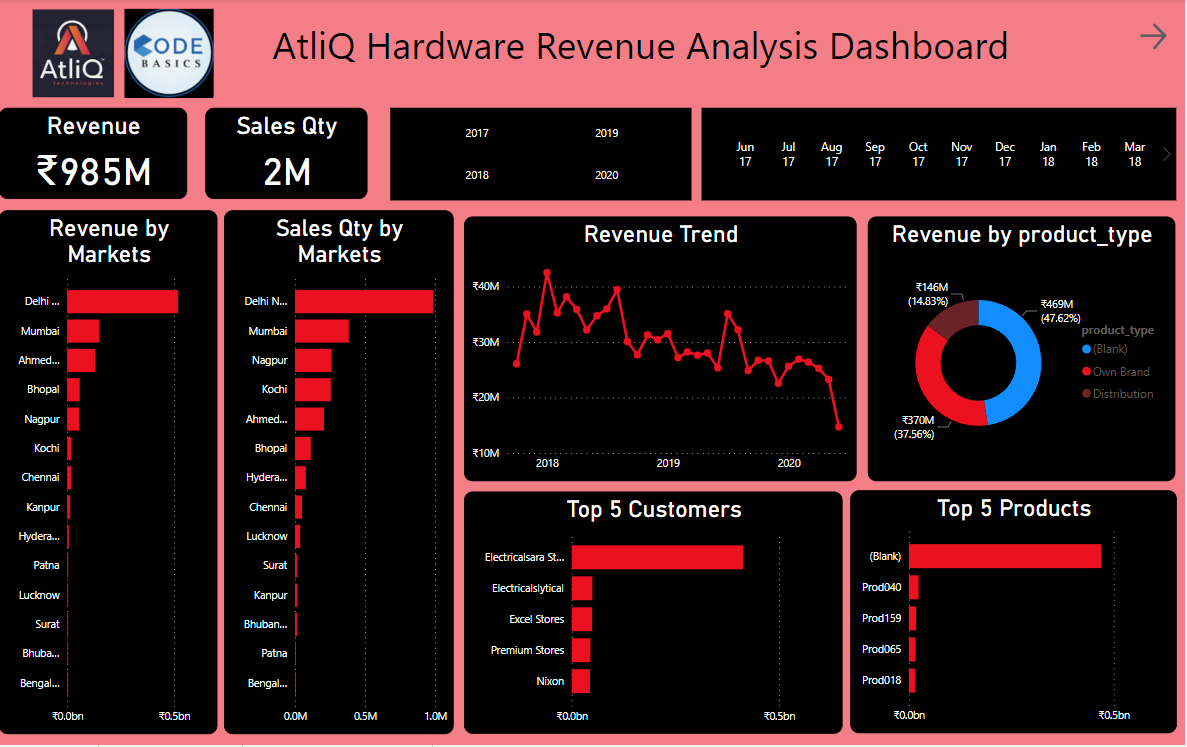 AtliQ
technologies
CODE
BASICS
AtliQ Hardware Revenue Analysis Dashboard
Revenue
₹985M
Sales Qty
2M
2017
2019
2018
2020
Jun
17
Jul
17
Aug
17
Sep
17
Oct
17
Nov
17
Dec
17
Jan
18
Feb
18
Mar
18
Revenue by
Markets
Delhi ...
Mumbai
Ahmed...
Bhopal
Nagpur
Kochi
Chennai
Kanpur
Hydera...
Patna
Lucknow
Surat
Bhuba...
Bengal...
₹0.0bn
₹0.5bn
Sales Qty by
Markets
Delhi N...
Mumbai
Nagpur
Kochi
Ahmed...
Bhopal
Hydera...
Chennai
Lucknow
Surat
Kanpur
Bhuban...
Patna
Bengal...
0.0M
0.5M
1.0M
Revenue Trend
₹40M
₹30M
₹20M
₹10M
2018
2019
2020
Revenue by product_type
₹146M
(14.83%)
₹469M
(47.62%)
₹370M
(37.56%)
product_type
(Blank)
Own Brand
Distribution
Top 5 Customers
Electricalsara St...
Electricalslytical
Excel Stores
Premium Stores
Nixon
₹0.0bn
₹0.5bn
Top 5 Products
(Blank)
Prod040
Prod159
Prod065
Prod018
₹0.0bn
₹0.5bn